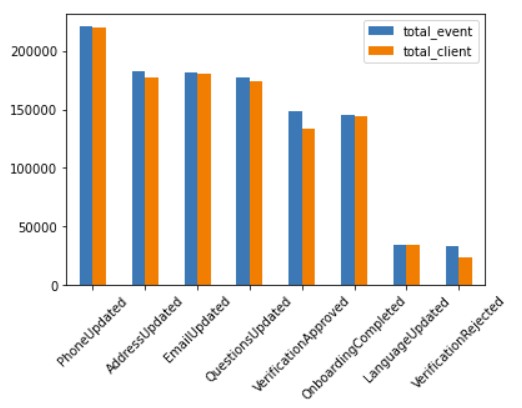 total_event
total_client
200000
150000
100000
50000
0
PhoneUpdated
AddressUpdated
EmailUpdated
QuestionsUpdated
VerificationApproved
OnboardingCompleted
LanguageUpdated
VerificationRejected